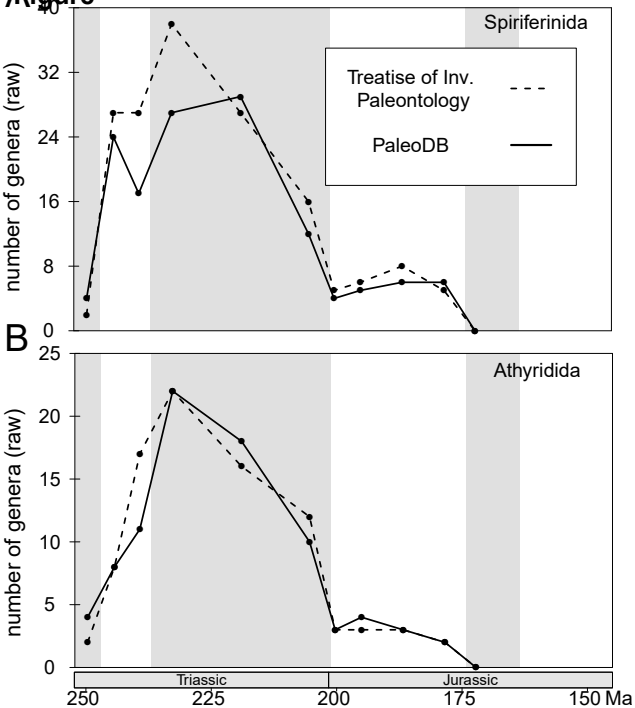 40
Spiriferinida
32
Treatise of Inv.
Paleontology
24
PaleoDB
16
8
0
number of genera (raw)
B
25
Athyridida
20
15
10
5
0
number of genera (raw)
Triassic
Jurassic
250
225
200
175
150 Ma